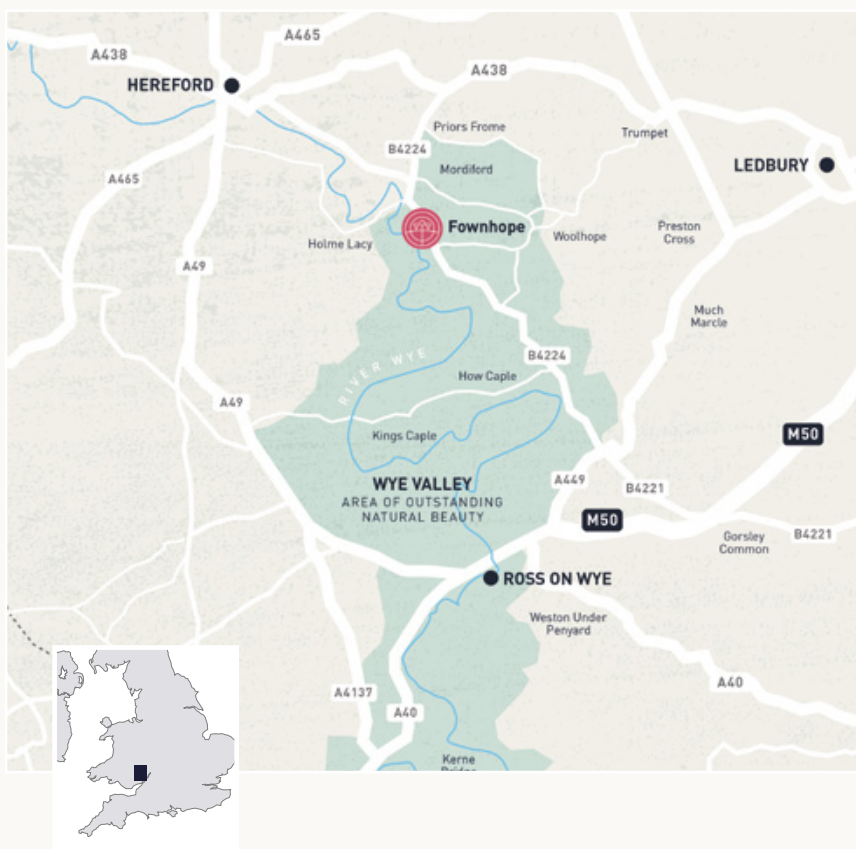 A465
A438
HEREFORD
A438
Priors Frome
Trumpet
B4224
LEDBURY
Mordiford
A465
Fownhope
Preston
Cross
Woolhope
Holme Lacy
A49
Much
Marcle
RIVER WYE
B4224
How Caple
A49
Kings Caple
M50
WYE VALLEY
AREA OF OUTSTANDING
NATURAL BEAUTY
A449
B4221
M50
Gorsley
Common
B4221
ROSS ON WYE
Weston Under
Penyard
A40
A4137
A40
Kerne
Bridge